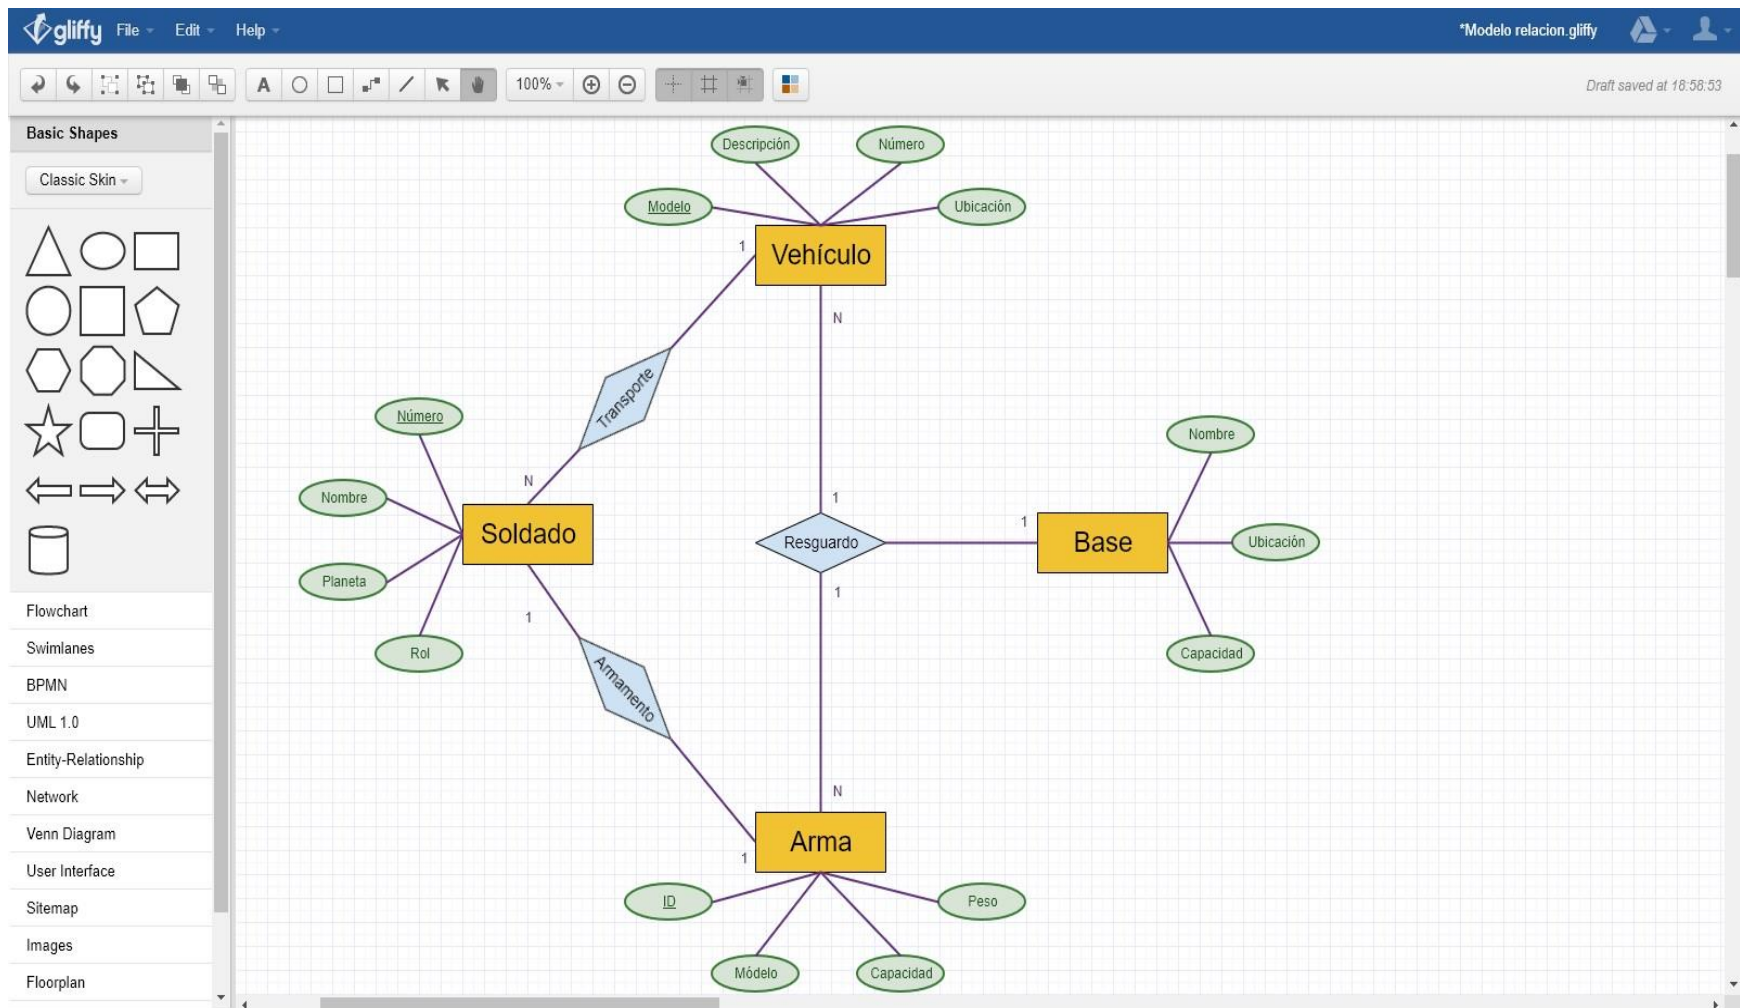 gliffy File Edit Help *Modelo relacion.gliffy
A 100% Draft saved at 18:58:53
Basic Shapes
Classic Skin
Flowchart
Swimlanes
BPMN
UML 1.0
Entity-Relationship
Network
Venn Diagram
User Interface
Sitemap
Images
Floorplan
Descripción Número
Modelo Ubicación
1 Vehículo
N
Transporte
Número
Nombre
N
Nombre
1
1
Soldado
Resguardo
Base
Ubicación
Planeta
1
1
Rol
Capacidad
Armamento
N
Arma
1
ID Peso
Módelo Capacidad